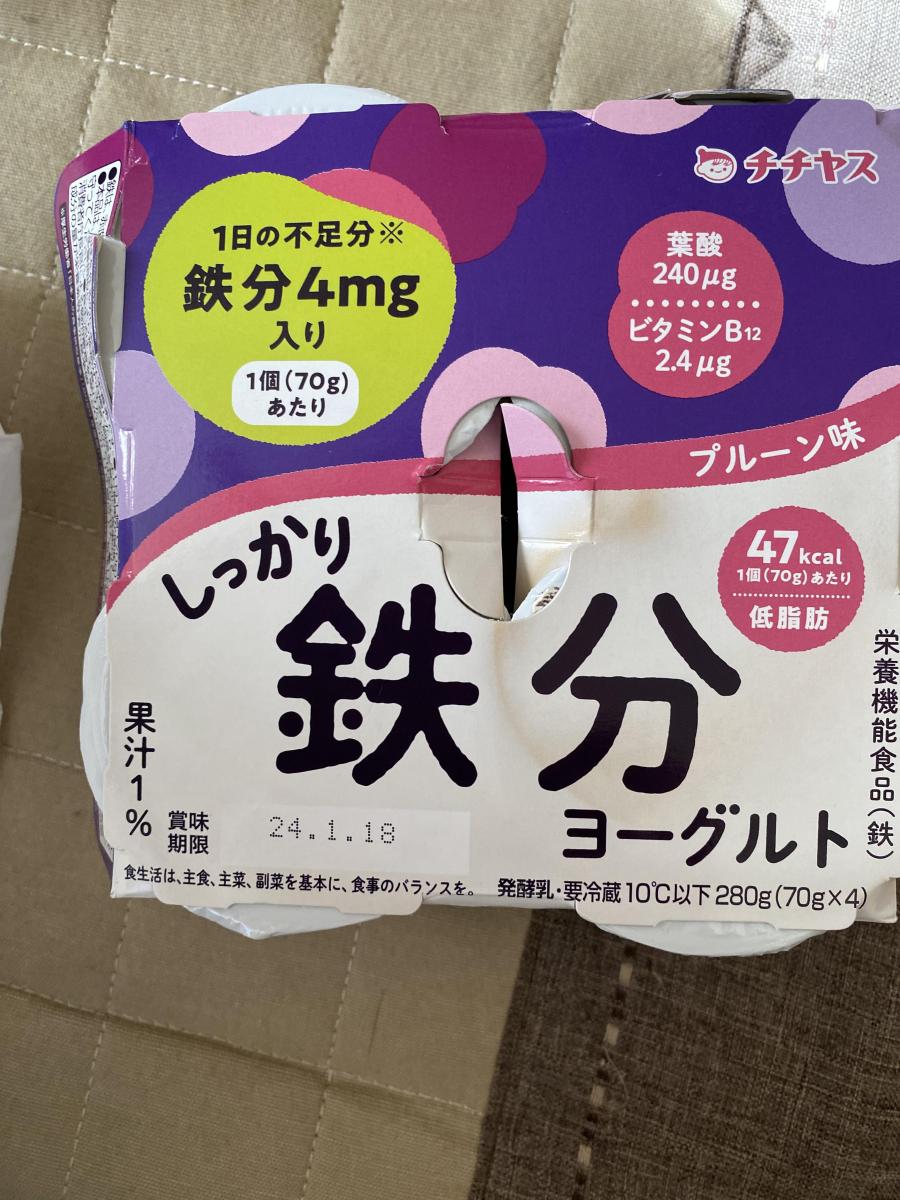 チチヤス
1日の不足分※
鉄分4mg
入り
1個(70g)
あたり
葉酸
240μg
ビタミンB12
2.4μg
プルーン味
47kcal
1個(70g)あたり
低脂肪
しっかり
鉄分
ヨーグルト
栄養機能食品(鉄)
果汁1%
賞味
期限
24.1.18
食生活は、主食、主菜、副菜を基本に、食事のバランスを。
発酵乳・要冷蔵10℃以下 280g(70g×4)